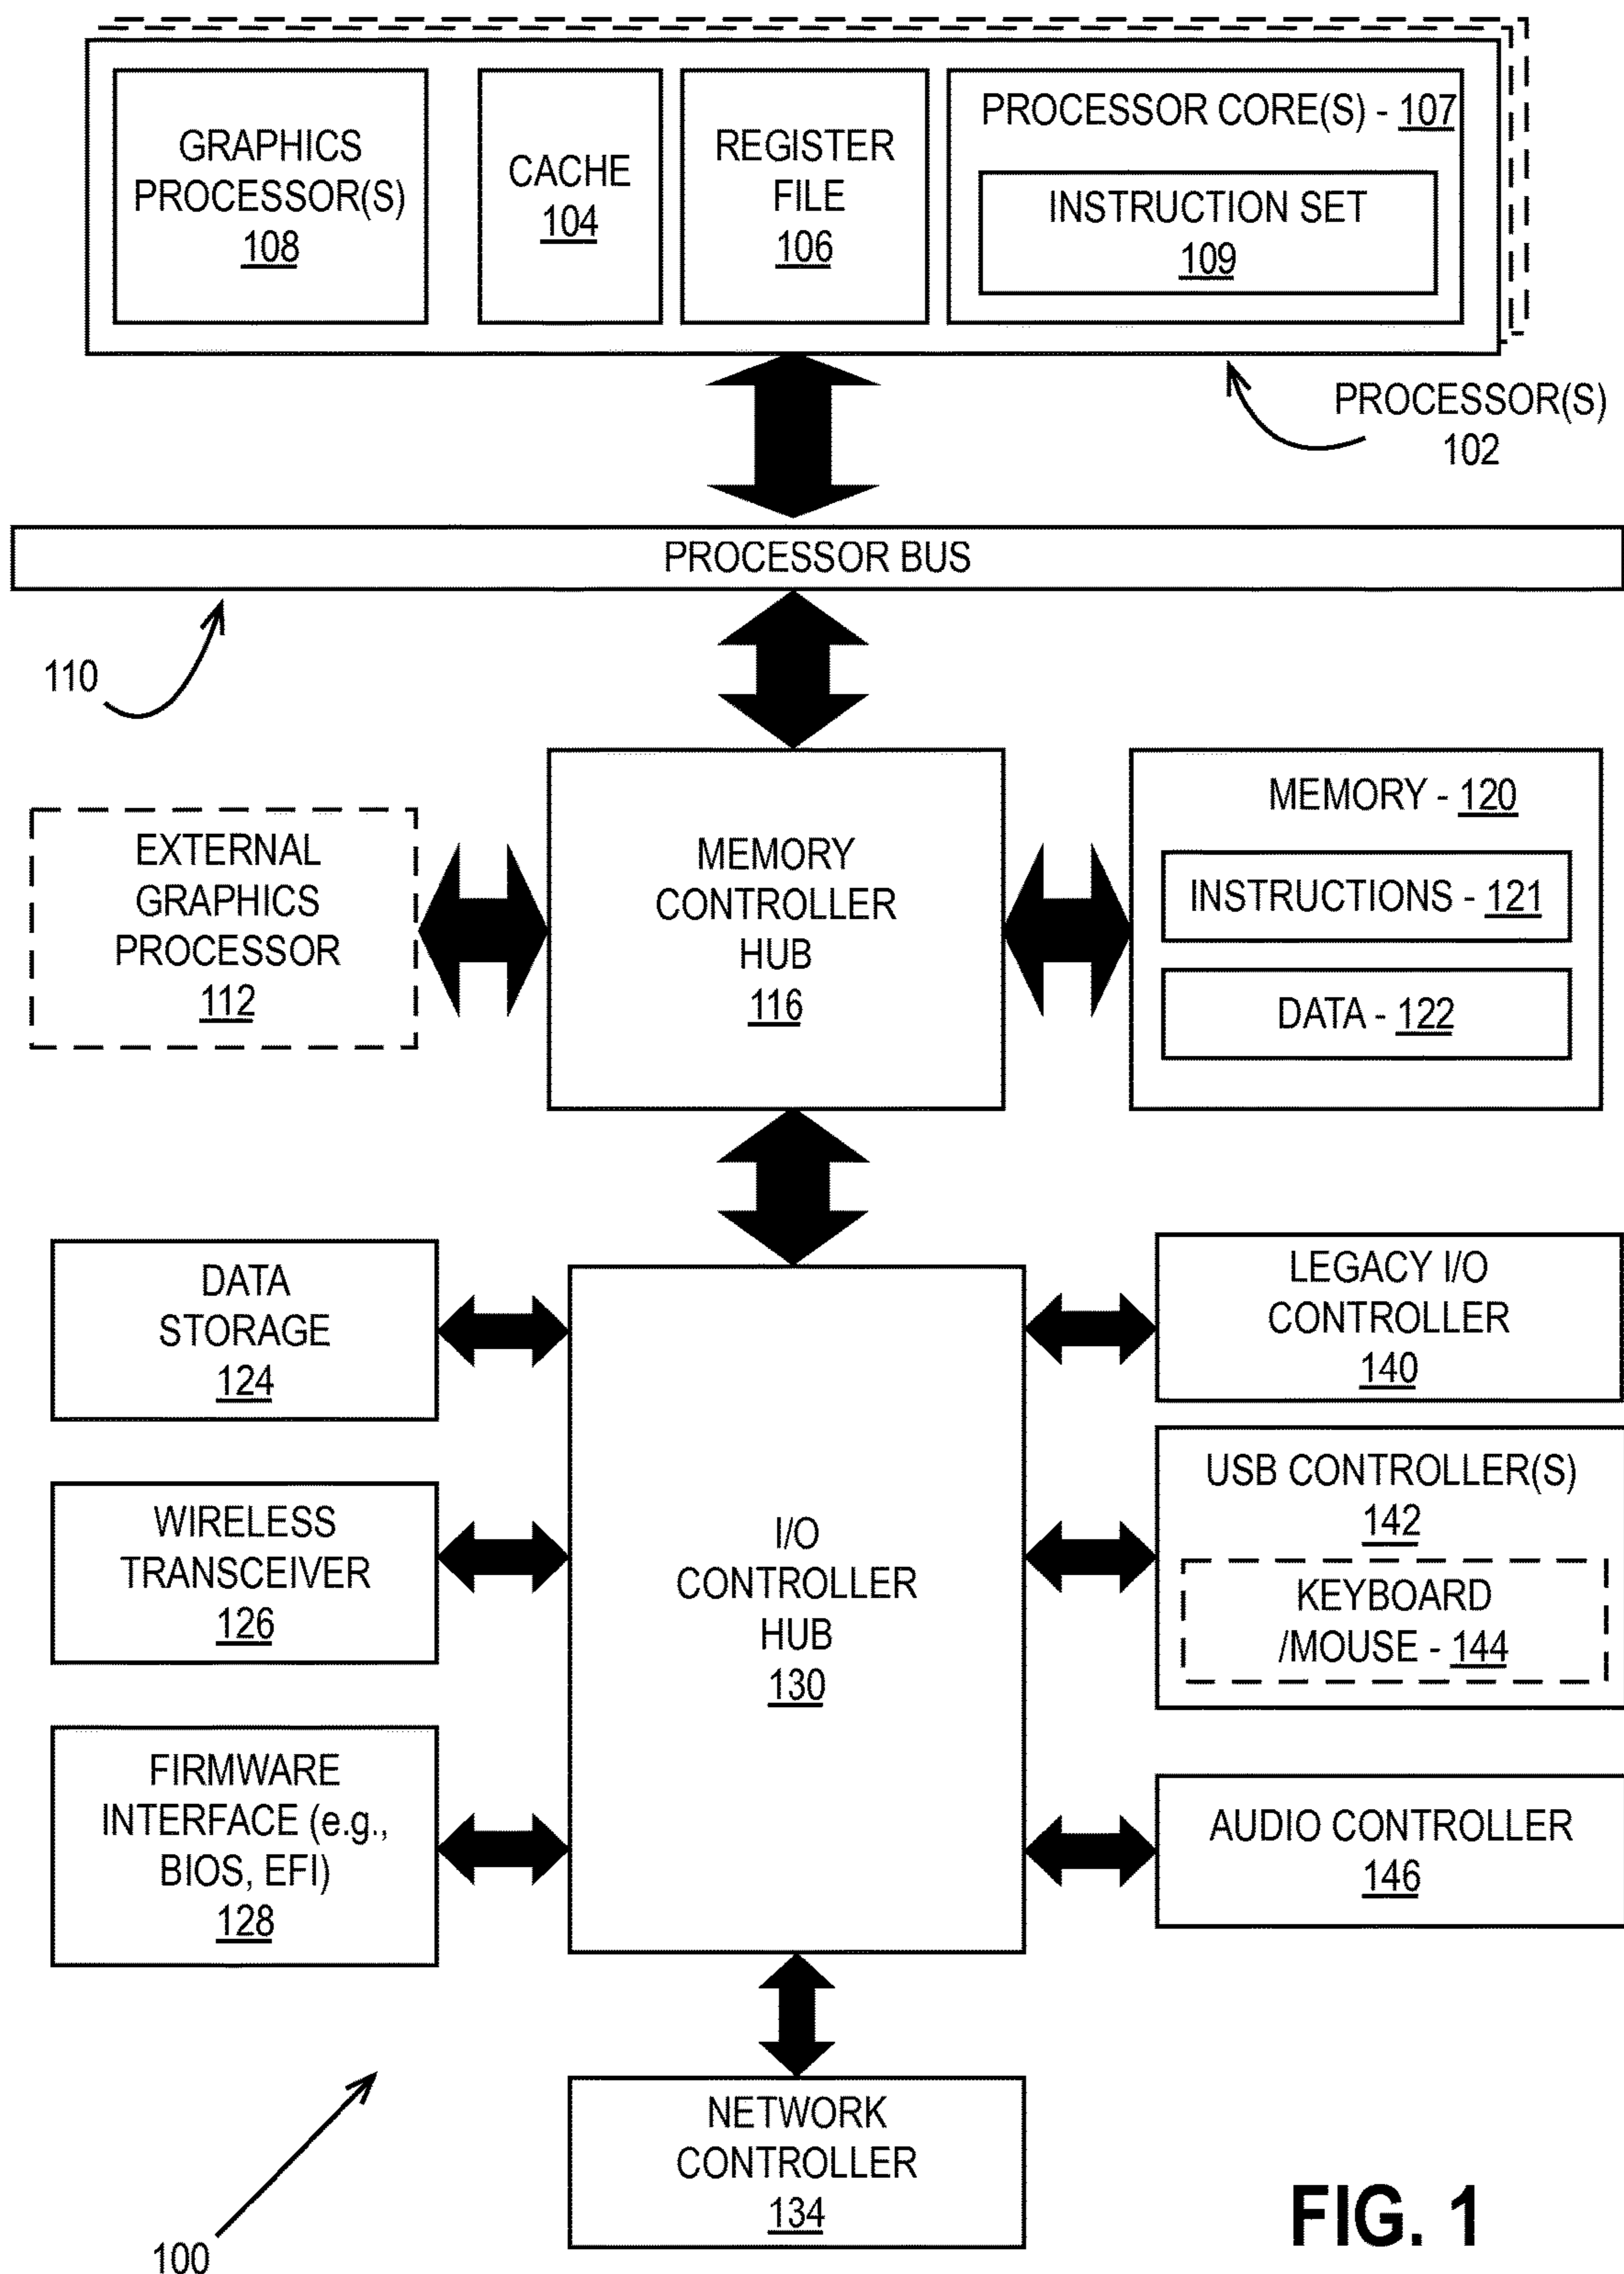 GRAPHICS
PROCESSOR(S)
108
CACHE
104
REGISTER
FILE
106
PROCESSOR CORE(S) - 107
INSTRUCTION SET
109
PROCESSOR(S)
102
PROCESSOR BUS
110
EXTERNAL
GRAPHICS
PROCESSOR
112
MEMORY
CONTROLLER
HUB
116
MEMORY - 120
INSTRUCTIONS - 121
DATA - 122
DATA
STORAGE
124
WIRELESS
TRANSCEIVER
126
FIRMWARE
INTERFACE (e.g.,
BIOS, EFI)
128
I/O
CONTROLLER
HUB
130
LEGACY I/O
CONTROLLER
140
USB CONTROLLER(S)
142
KEYBOARD
/MOUSE - 144
AUDIO CONTROLLER
146
NETWORK
CONTROLLER
134
100
FIG. 1